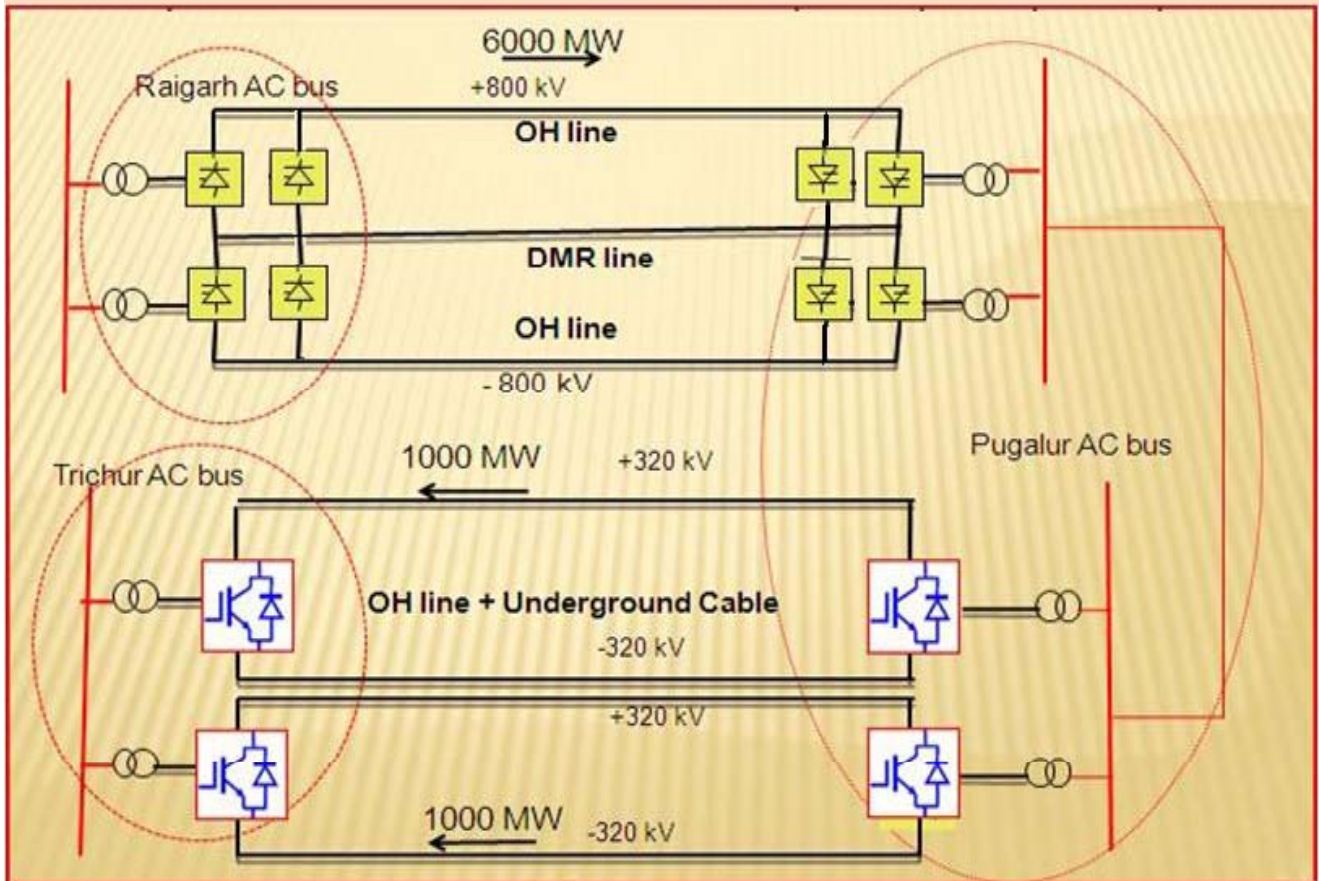 6000 MW
Raigarh AC bus
+800 kV
OH line
DMR line
OH line
- 800 kV
Pugalur AC bus
1000 MW
+320 kV
Trichur AC bus
OH line + Underground Cable
-320 kV
+320 kV
1000 MW
-320 kV